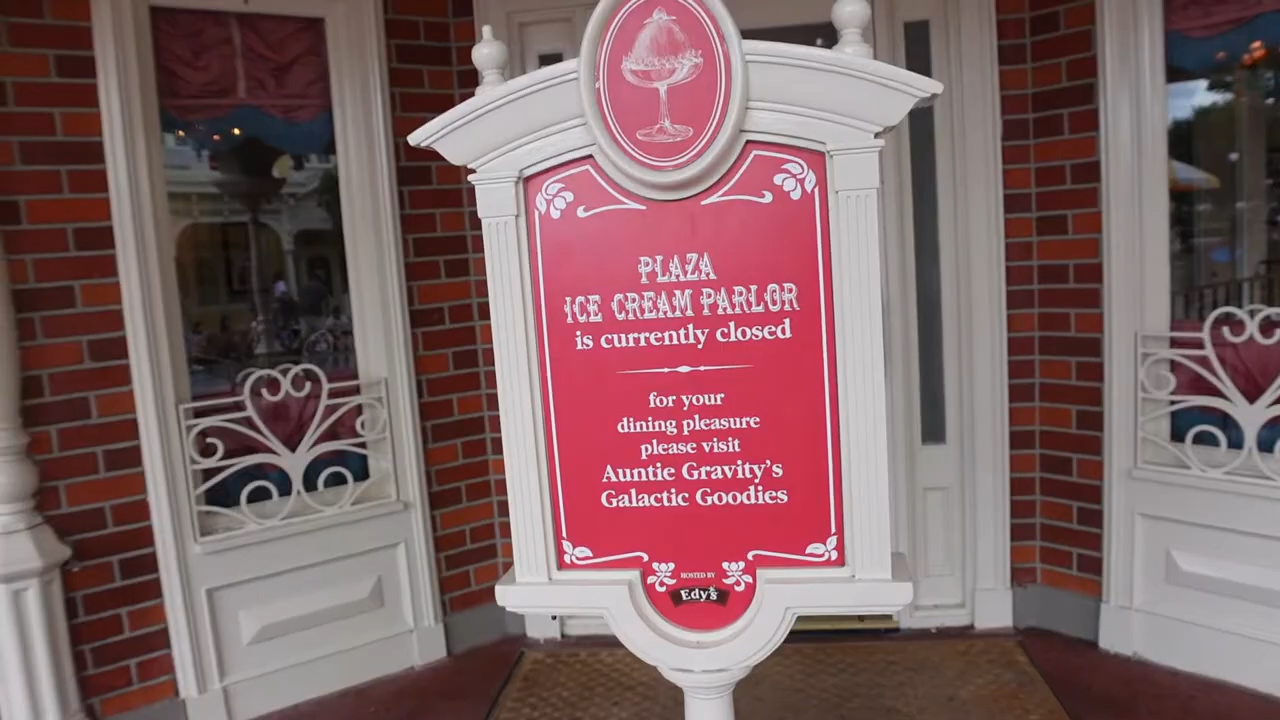 PLAZA
ICE CREAM PARLOR
is currently closed
for your
dining pleasure
please visit
Auntie Gravity's
Galactic Goodies
HOSTED BY
Edy's